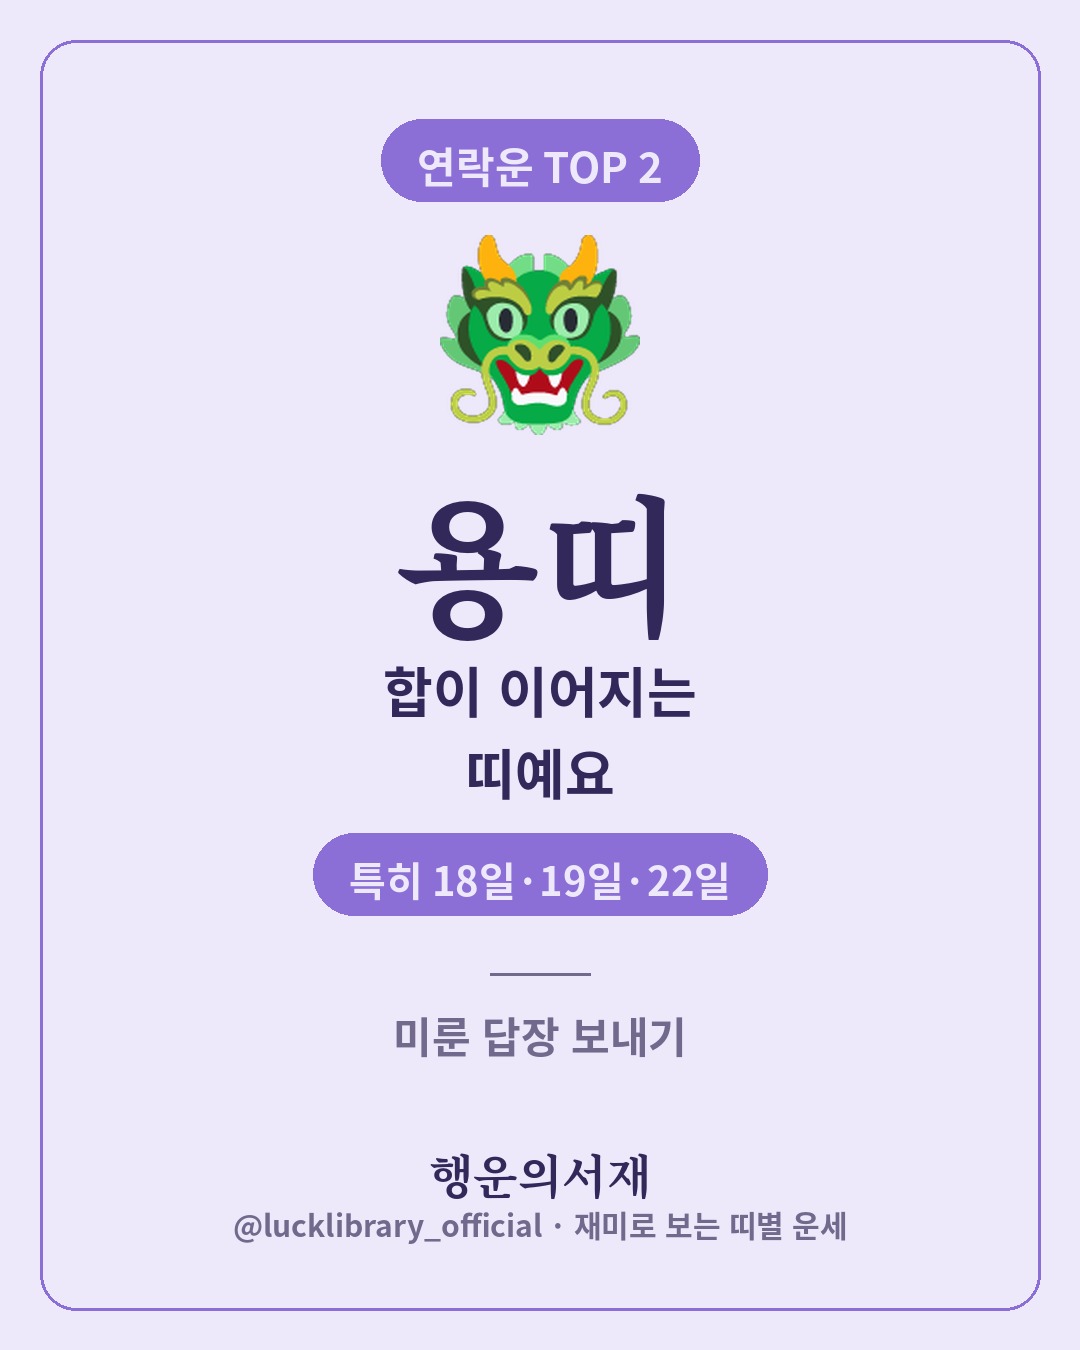 연락운 TOP 2
용띠
합이 이어지는
띠예요
특히 18일·19일·22일
미룬 답장 보내기
행운의서재
@lucklibrary_official · 재미로 보는 띠별 운세